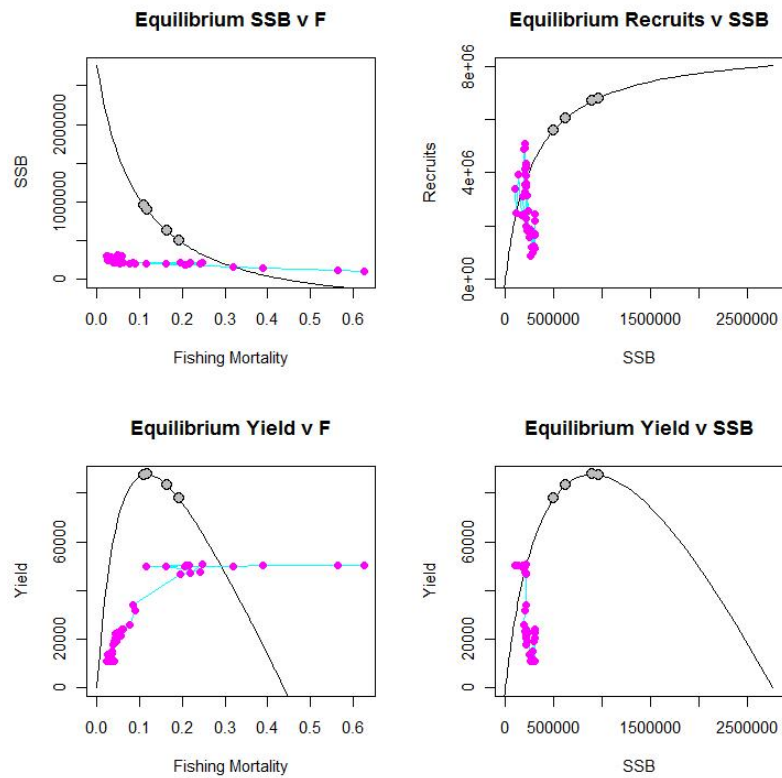 Equilibrium SSB v F
SSB
0
1000000
2000000
0.0 0.1 0.2 0.3 0.4 0.5 0.6
Fishing Mortality
Equilibrium Recruits v SSB
Recruits
0e+00
4e+06
8e+06
0 500000 1500000 2500000
SSB
Equilibrium Yield v F
Yield
0
20000
60000
0.0 0.1 0.2 0.3 0.4 0.5 0.6
Fishing Mortality
Equilibrium Yield v SSB
Yield
0
20000
60000
0 500000 1500000 2500000
SSB